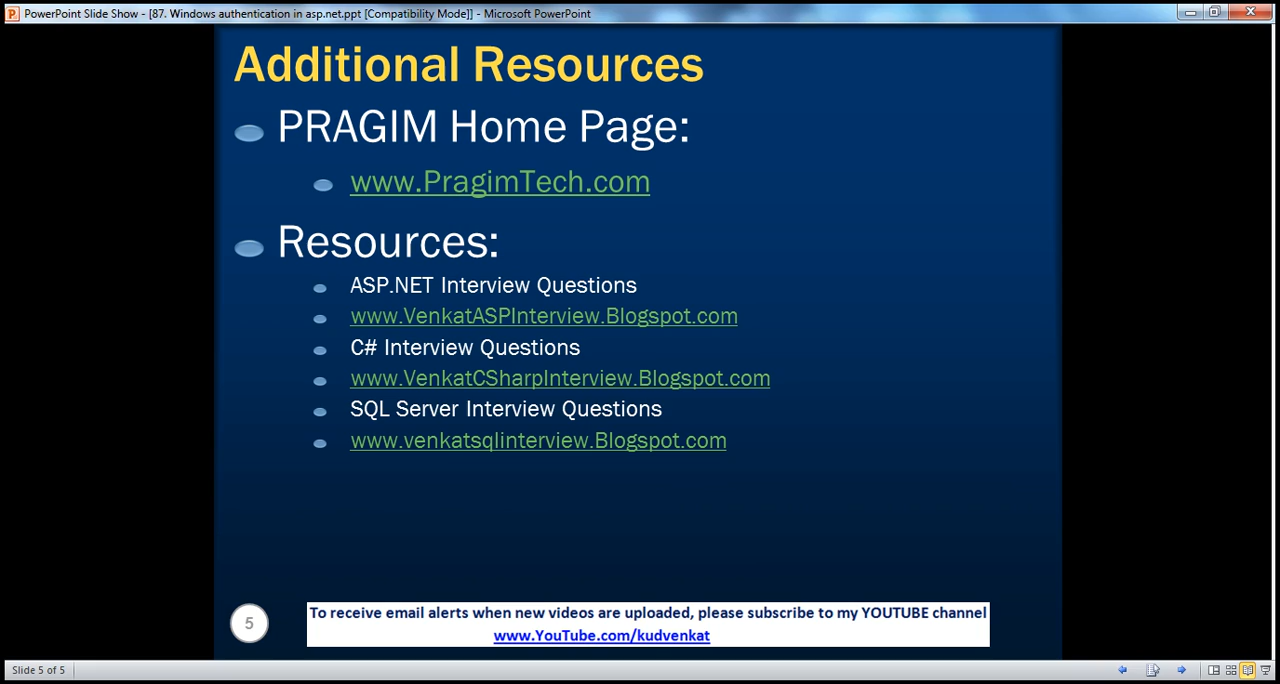 PowerPoint Slide Show - [87. Windows authentication in asp.net.ppt [Compatibility Mode]] - Microsoft PowerPoint
Additional Resources
PRAGIM Home Page:
www.PragimTech.com
Resources:
ASP.NET Interview Questions
www.VenkatASPInterview.Blogspot.com
C# Interview Questions
www.VenkatCSharpInterview.Blogspot.com
SQL Server Interview Questions
www.venkatsqlinterview.Blogspot.com
5
To receive email alerts when new videos are uploaded, please subscribe to my YOUTUBE channel
www.YouTube.com/kudvenkat
Slide 5 of 5